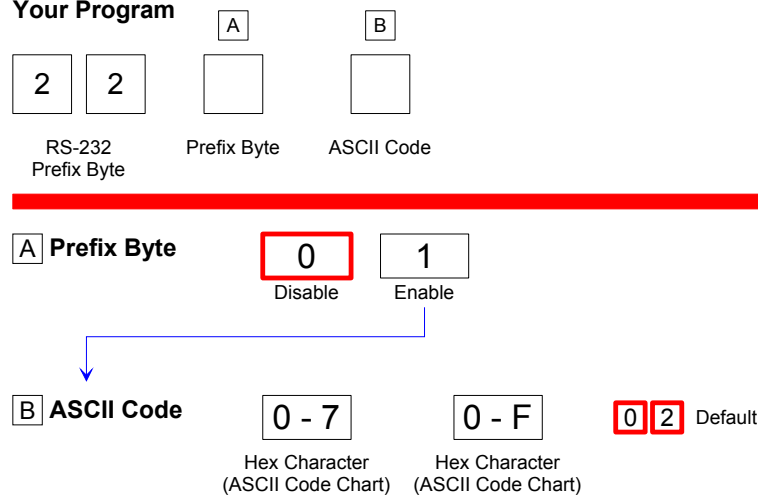 Your Program
A B
2 2
RS-232 Prefix Byte ASCII Code
Prefix Byte
A Prefix Byte 0 1
Disable Enable
B ASCII Code 0 - 7 0 - F 0 2 Default
Hex Character Hex Character
(ASCII Code Chart) (ASCII Code Chart)